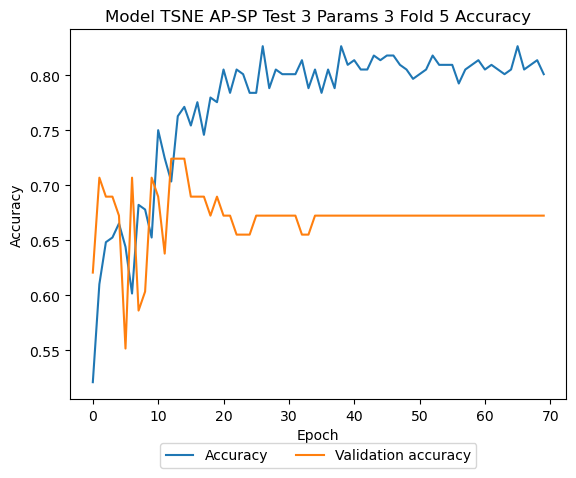 Model TSNE AP-SP Test 3 Params 3 Fold 5 Accuracy
Accuracy
0.80
0.75
0.70
0.65
0.60
0.55
0 10 20 30 40 50 60 70
Epoch
Accuracy Validation accuracy